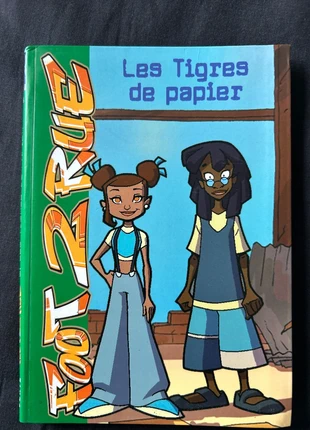 Les Tigres
de papier
FOOT 2 RUE